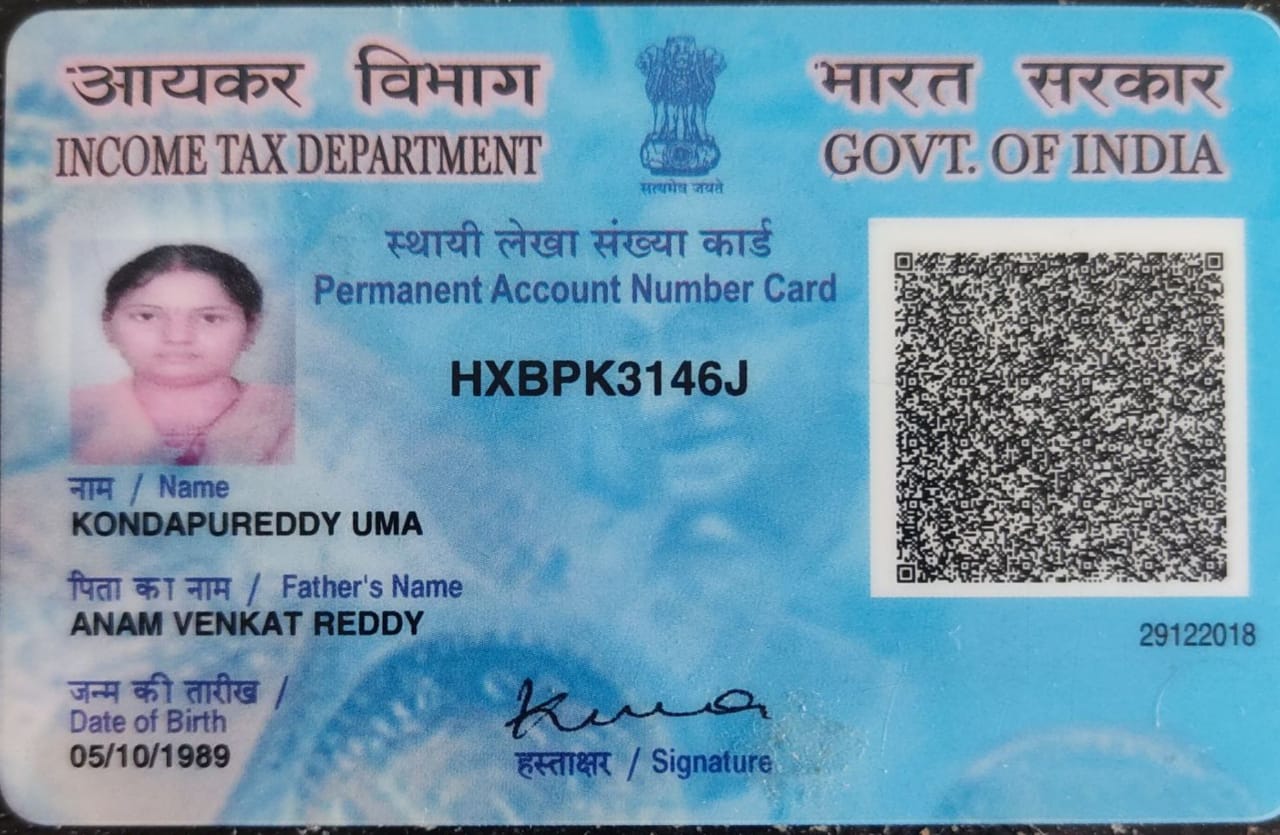 आयकर विभाग
INCOME TAX DEPARTMENT
सत्यमेव जयते
भारत सरकार
GOVT. OF INDIA
स्थायी लेखा संख्या कार्ड
Permanent Account Number Card
HXBPK3146J
नाम / Name
KONDAPUREDDY UMA
पिता का नाम / Father's Name
ANAM VENKAT REDDY
29122018
जन्म की तारीख /
Date of Birth
05/10/1989
K uma
हस्ताक्षर / Signature